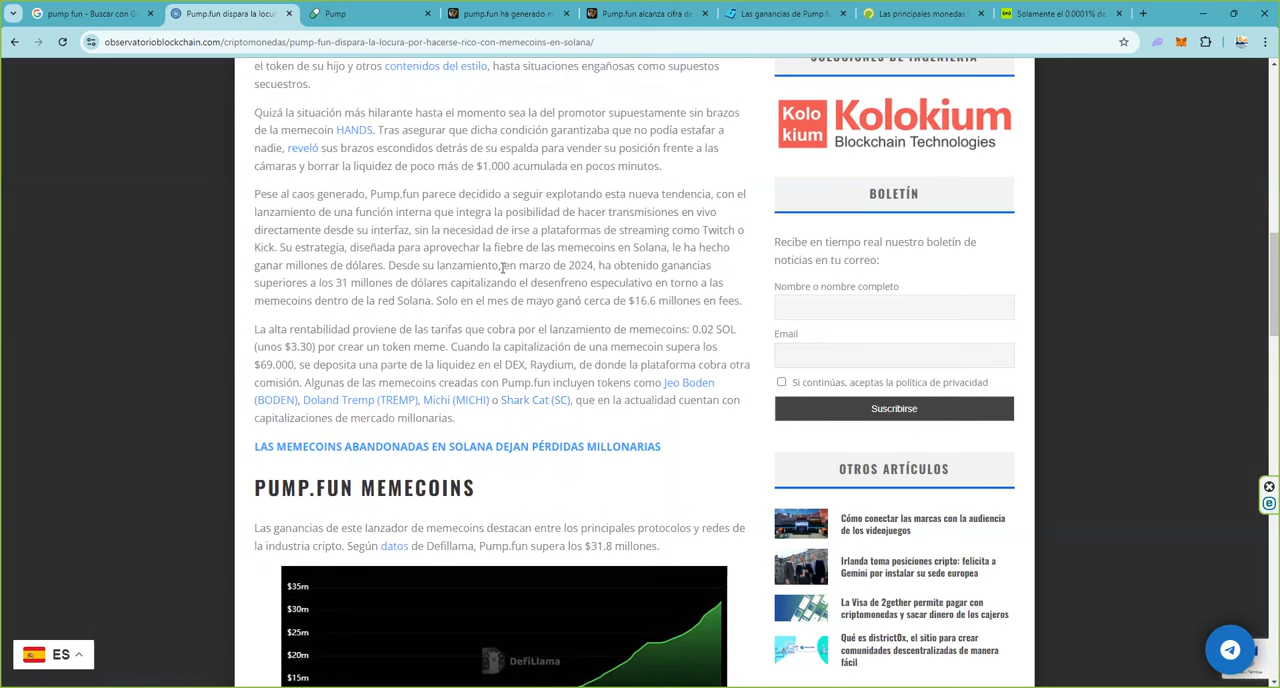 pump fun - Buscar con G
Pump.fun dispara la locur
Pump
pump.fun ha generado m
Pump.fun alcanza cifra de
Las ganancias de Pump.fu
Las principales monedas
Solamente el 0.0001% de
observatorioblockchain.com/criptomonedas/pump-fun-dispara-la-locura-por-hacerse-rico-con-memecoins-en-solana/
el token de su hijo y otros contenidos del estilo, hasta situaciones engañosas como supuestos
secuestros.
Quizá la situación más hilarante hasta el momento sea la del promotor supuestamente sin brazos
de la memecoin HANDS. Tras asegurar que dicha condición garantizaba que no podía estafar a
nadie, reveló sus brazos escondidos detrás de su espalda para vender su posición frente a las
cámaras y borrar la liquidez de poco más de $1.000 acumulada en pocos minutos.
Pese al caos generado, Pump.fun parece decidido a seguir explotando esta nueva tendencia, con el
lanzamiento de una función interna que integra la posibilidad de hacer transmisiones en vivo
directamente desde su interfaz, sin la necesidad de irse a plataformas de streaming como Twitch o
Kick. Su estrategia, diseñada para aprovechar la fiebre de las memecoins en Solana, le ha hecho
ganar millones de dólares. Desde su lanzamiento, en marzo de 2024, ha obtenido ganancias
superiores a los 31 millones de dólares capitalizando el desenfreno especulativo en torno a las
memecoins dentro de la red Solana. Solo en el mes de mayo ganó cerca de $16.6 millones en fees.
La alta rentabilidad proviene de las tarifas que cobra por el lanzamiento de memecoins: 0.02 SOL
(unos $3.30) por crear un token meme. Cuando la capitalización de una memecoin supera los
$69.000, se deposita una parte de la liquidez en el DEX, Raydium, de donde la plataforma cobra otra
comisión. Algunas de las memecoins creadas con Pump.fun incluyen tokens como Jeo Boden
(BODEN), Doland Tremp (TREMP), Michi (MICHI) o Shark Cat (SC), que en la actualidad cuentan con
capitalizaciones de mercado millonarias.
LAS MEMECOINS ABANDONADAS EN SOLANA DEJAN PÉRDIDAS MILLONARIAS
PUMP.FUN MEMECOINS
Las ganancias de este lanzador de memecoins destacan entre los principales protocolos y redes de
la industria cripto. Según datos de Defillama, Pump.fun supera los $31.8 millones.
$35m
$30m
$25m
$20m
$15m
DEFILLAMA
SOLUCIONES DE INGENIERÍA
Kolo
kium
Kolokium
Blockchain Technologies
BOLETÍN
Recibe en tiempo real nuestro boletín de
noticias en tu correo:
Nombre o nombre completo
Email
Si continúas, aceptas la política de privacidad
Suscribirse
OTROS ARTÍCULOS
Cómo conectar las marcas con la audiencia
de los videojuegos
Irlanda toma posiciones cripto: felicita a
Gemini por instalar su sede europea
La Visa de 2gether permite pagar con
criptomonedas y sacar dinero de los cajeros
Qué es district0x, el sitio para crear
comunidades descentralizadas de manera
fácil
ES